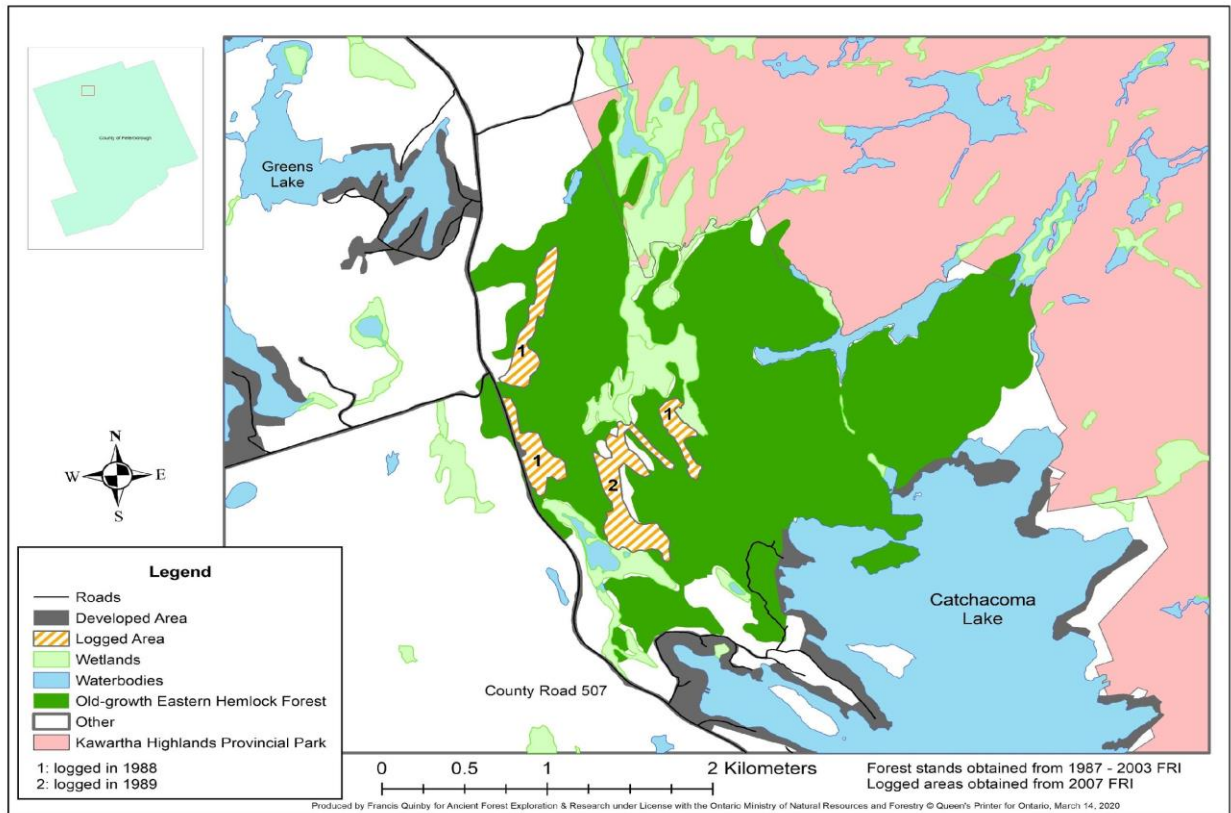 County of Peterborough
Greens
Lake
1
1
1
2
N
W
E
S
Catchacoma
Lake
County Road 507
Legend
Roads
Developed Area
Logged Area
Wetlands
Waterbodies
Old-growth Eastern Hemlock Forest
Other
Kawartha Highlands Provincial Park
1: logged in 1988
2: logged in 1989
0 0.5 1 2 Kilometers
Forest stands obtained from 1987 - 2003 FRI
Logged areas obtained from 2007 FRI
Produced by Francis Quinby for Ancient Forest Exploration & Research under License with the Ontario Ministry of Natural Resources and Forestry © Queen's Printer for Ontario, March 14, 2020